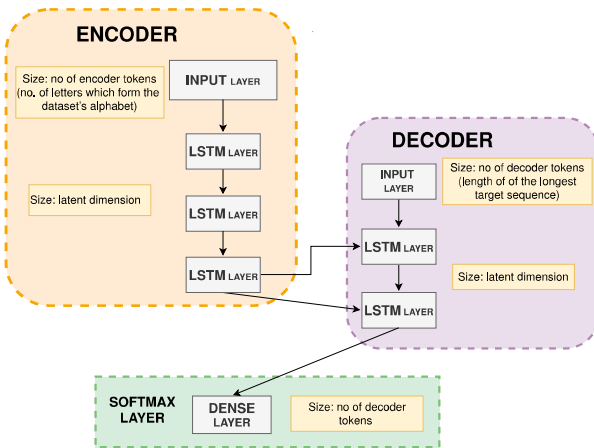 ENCODER
INPUT LAYER
Size: no of encoder tokens
(no. of letters which form the
dataset's alphabet)
LSTM LAYER
LSTM LAYER
Size: latent dimension
LSTM LAYER
DECODER
INPUT
LAYER
Size: no of decoder tokens
(length of of the longest
target sequence)
LSTM LAYER
Size: latent dimension
LSTM LAYER
SOFTMAX
LAYER
DENSE
LAYER
Size: no of decoder
tokens